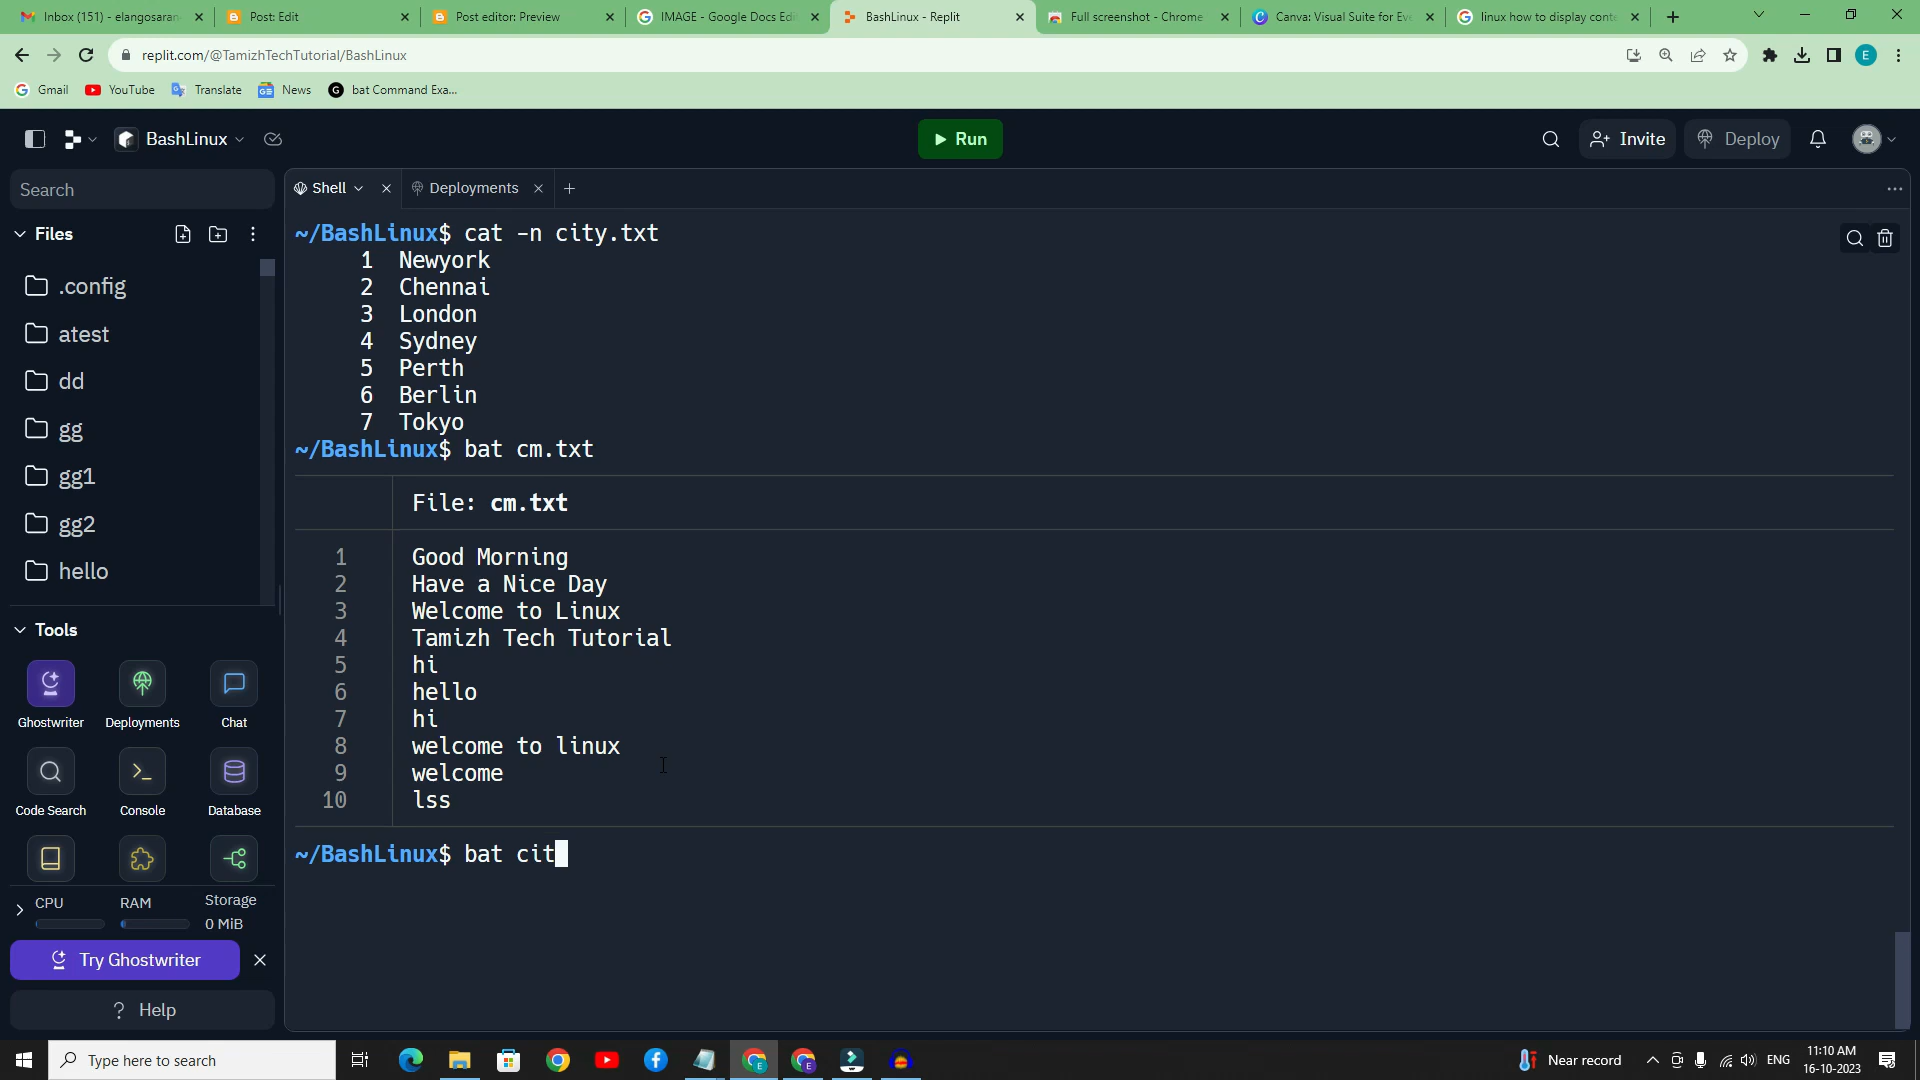 Inbox (151) - elangosaran
Post: Edit
Post editor: Preview
IMAGE - Google Docs Edi
BashLinux - Replit
Full screenshot - Chrome
Canva: Visual Suite for Eve
linux how to display conte
replit.com/@TamizhTechTutorial/BashLinux
E
Gmail
YouTube
Translate
News
bat Command Exa...
BashLinux
Run
Invite
Deploy
Search
Shell
Deployments
Files
.config
atest
dd
gg
gg1
gg2
hello
Tools
Ghostwriter
Deployments
Chat
Code Search
Console
Database
CPU
RAM
Storage
0 MiB
Try Ghostwriter
? Help
~/BashLinux$ cat -n city.txt
1 Newyork
2 Chennai
3 London
4 Sydney
5 Perth
6 Berlin
7 Tokyo
~/BashLinux$ bat cm.txt
File: cm.txt
1 Good Morning
2 Have a Nice Day
3 Welcome to Linux
4 Tamizh Tech Tutorial
5 hi
6 hello
7 hi
8 welcome to linux
9 welcome
10 lss
~/BashLinux$ bat cit
Type here to search
Near record
ENG
11:10 AM
16-10-2023